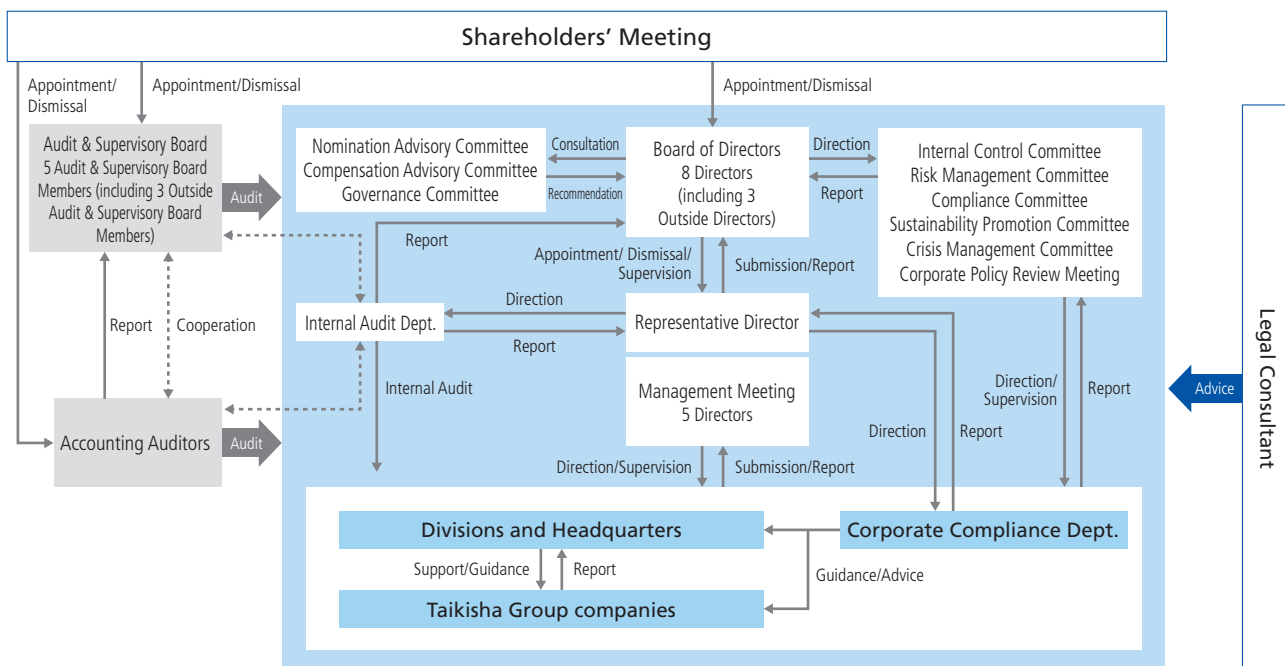 Shareholders' Meeting
Appointment/
Dismissal
Appointment/Dismissal
Appointment/Dismissal
Audit & Supervisory Board
5 Audit & Supervisory Board
Members (including 3 Outside
Audit & Supervisory Board
Members)
Audit
Nomination Advisory Committee
Compensation Advisory Committee
Governance Committee
Consultation
Recommendation
Board of Directors
8 Directors
(including 3
Outside Directors)
Direction
Report
Internal Control Committee
Risk Management Committee
Compliance Committee
Sustainability Promotion Committee
Crisis Management Committee
Corporate Policy Review Meeting
Report
Appointment/ Dismissal/
Supervision
Submission/Report
Report
Cooperation
Internal Audit Dept.
Direction
Report
Representative Director
Internal Audit
Management Meeting
5 Directors
Direction/
Supervision
Report
Advice
Legal Consultant
Accounting Auditors
Audit
Direction
Report
Direction/Supervision
Submission/Report
Divisions and Headquarters
Corporate Compliance Dept.
Support/Guidance
Report
Guidance/Advice
Taikisha Group companies